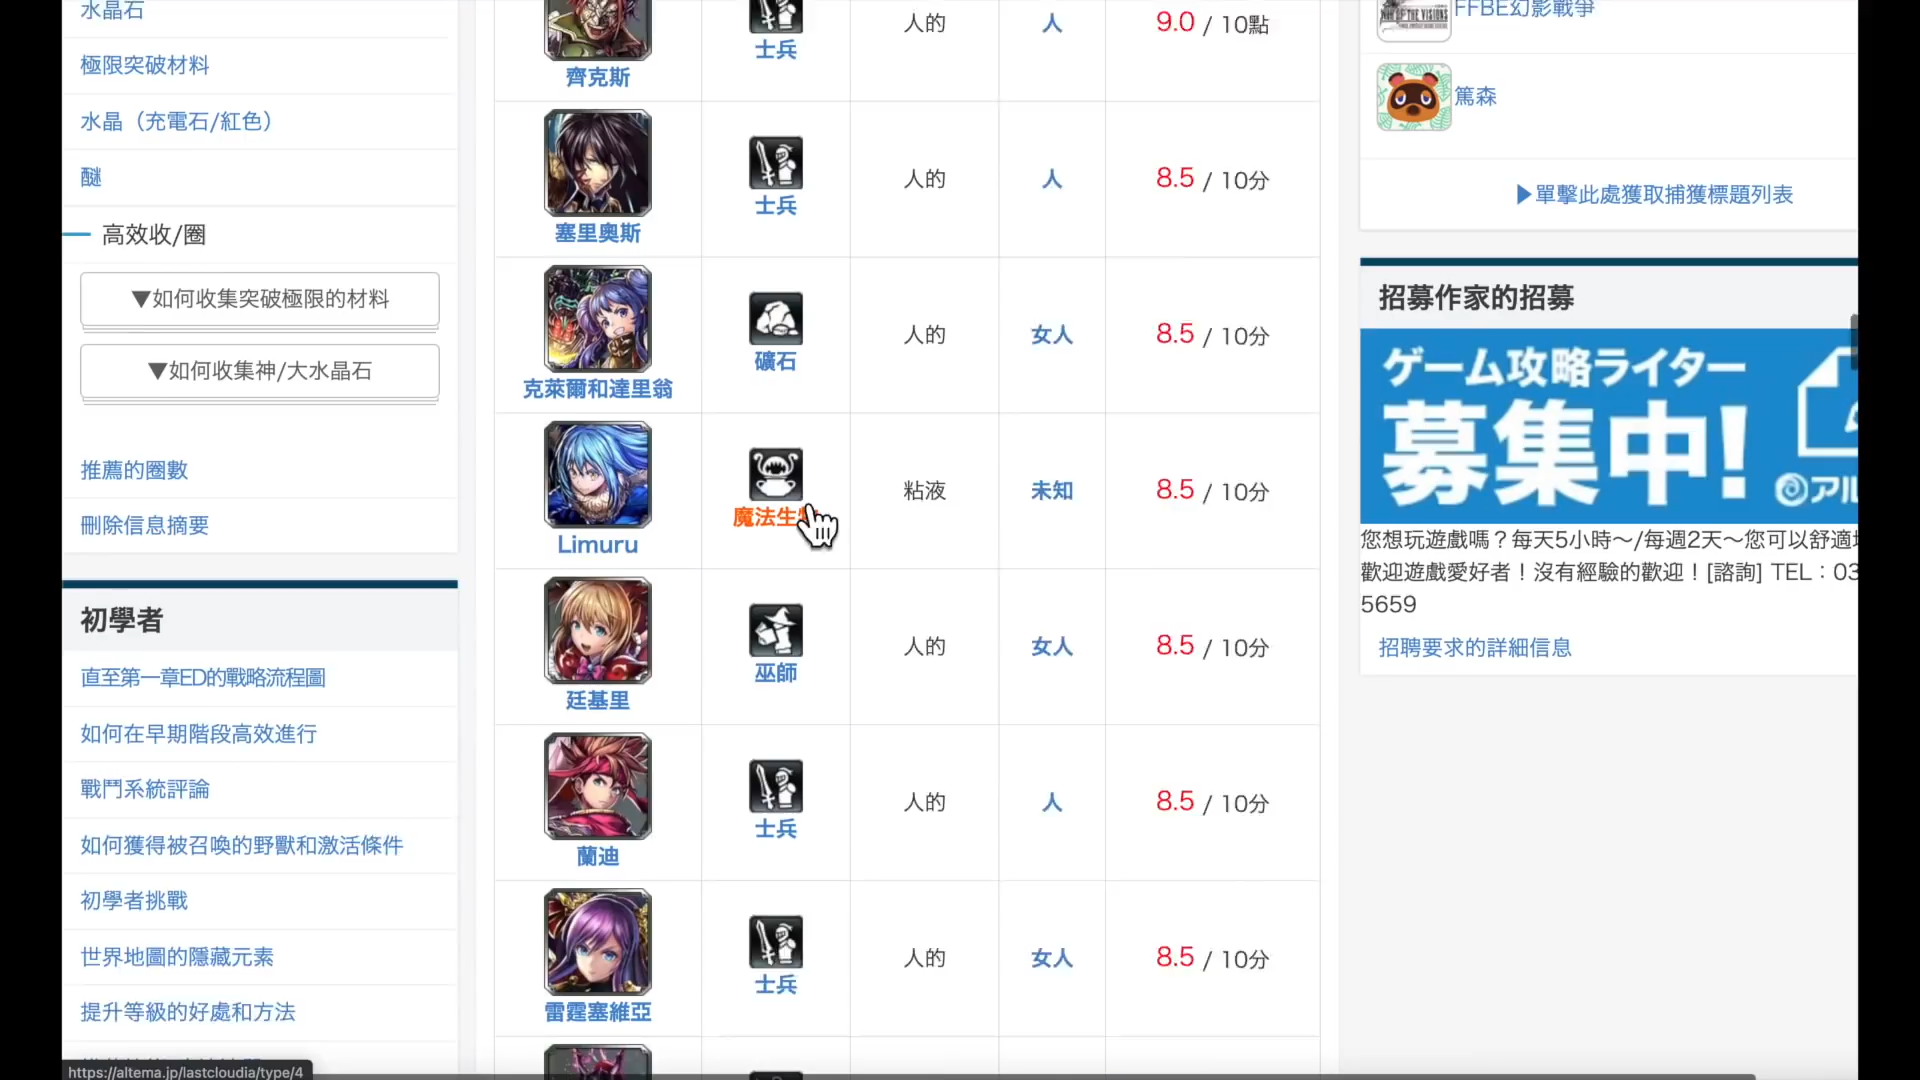 水晶石
極限突破材料
水晶（充電石/紅色）
醚
高效收/圈
▼如何收集突破極限的材料
▼如何收集神/大水晶石
推薦的圈數
刪除信息摘要
初學者
直至第一章ED的戰略流程圖
如何在早期階段高效進行
戰鬥系統評論
如何獲得被召喚的野獸和激活條件
初學者挑戰
世界地圖的隱藏元素
提升等級的好處和方法
https://altema.jp/lastcloudia/type/4
齊克斯
士兵
人的
人
9.0 / 10點
塞里奧斯
士兵
人的
人
8.5 / 10分
克萊爾和達里翁
礦石
人的
女人
8.5 / 10分
Limuru
魔法生物
粘液
未知
8.5 / 10分
廷基里
巫師
人的
女人
8.5 / 10分
蘭迪
士兵
人的
人
8.5 / 10分
雷霆塞維亞
士兵
人的
女人
8.5 / 10分
FFBE幻影戰爭
篤森
▶單擊此處獲取捕獲標題列表
招募作家的招募
ゲーム攻略ライター
募集中!
アル
您想玩遊戲嗎？每天5小時〜/每週2天〜您可以舒適地
歡迎遊戲愛好者！沒有經驗的歡迎！[諮詢] TEL：03
5659
招聘要求的詳細信息